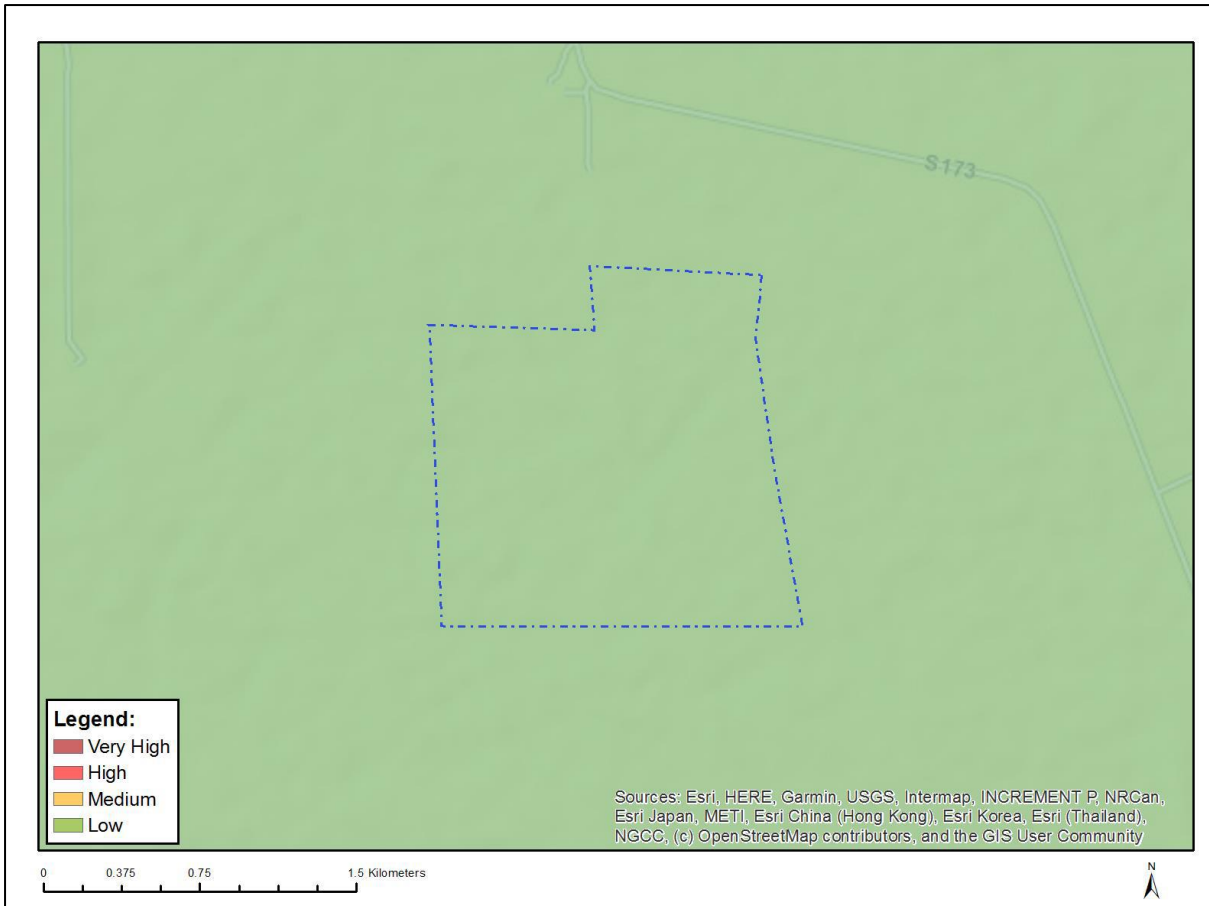 S173
Legend:
Very High
High
Medium
Low
Sources: Esri, HERE, Garmin, USGS, Intermap, INCREMENT P, NRCan,
Esri Japan, METI, Esri China (Hong Kong), Esri Korea, Esri (Thailand),
NGCC, (c) OpenStreetMap contributors, and the GIS User Community
0 0.375 0.75 1.5 Kilometers
N